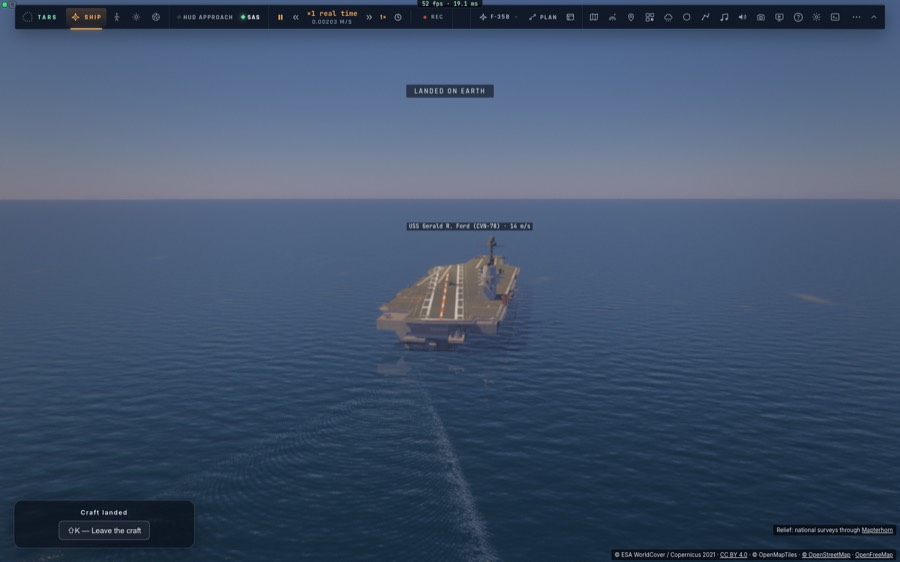 52 fps · 19.1 ms
TARS
SHIP
HUD APPROACH
SAS
×1 real time
0.00203 M/S
1×
REC
F-35B
PLAN
LANDED ON EARTH
USS Gerald R. Ford (CVN-78) · 14 m/s
Craft landed
⇧K — Leave the craft
Relief: national surveys through Mapterhorn
© ESA WorldCover / Copernicus 2021 · CC BY 4.0 · © OpenMapTiles · © OpenStreetMap · OpenFreeMap